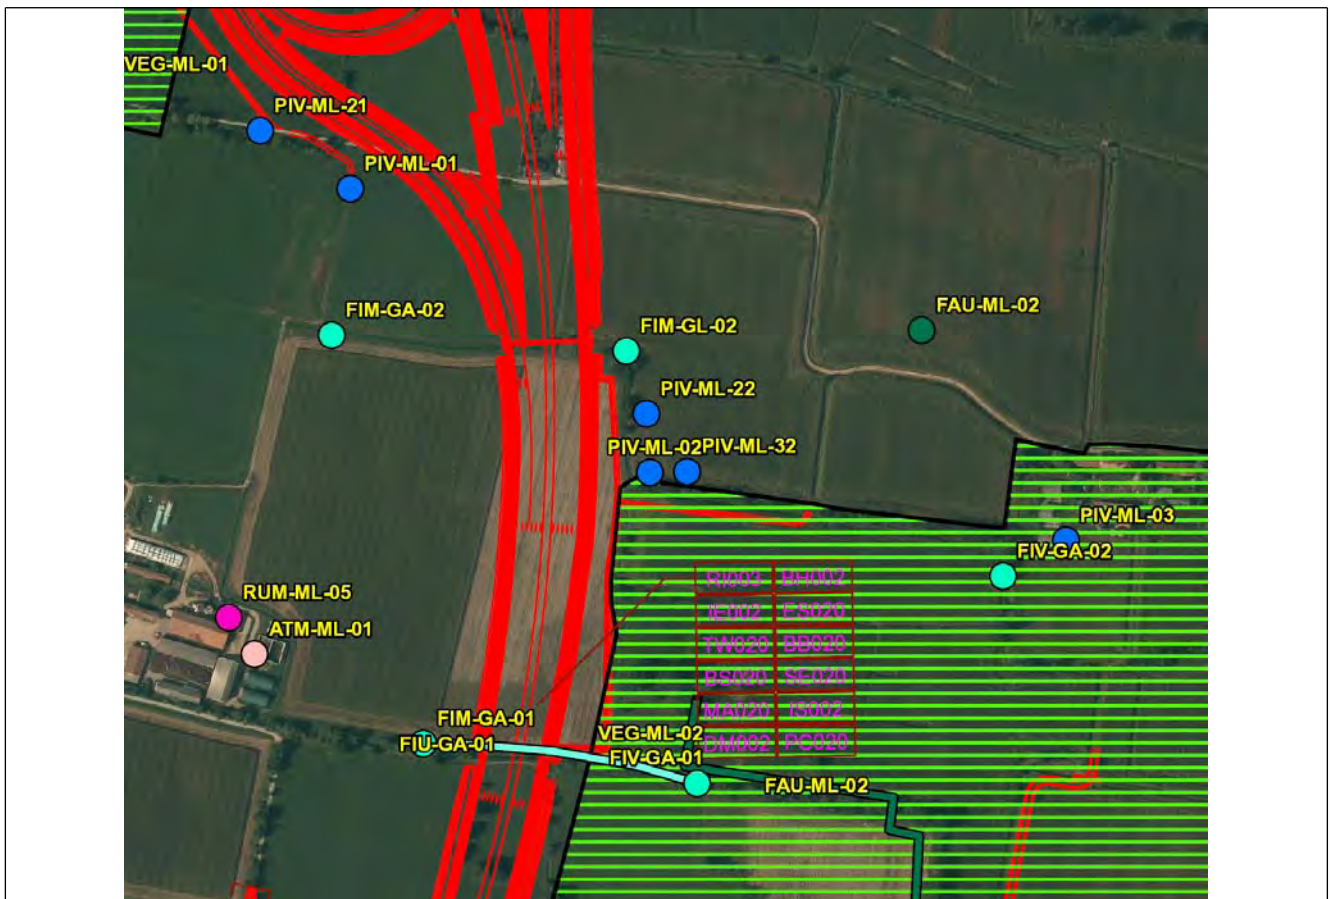 VEG-ML-01
PIV-ML-21
PIV-ML-01
FIM-GA-02
FIM-GL-02
FAU-ML-02
PIV-ML-22
PIV-ML-02 PIV-ML-32
PIV-ML-03
FIV-GA-02
RI003 BH002
IE002 ES020
TW020 BB020
BS020 SE020
MA020 IS002
DM002 PC020
RUM-ML-05
ATM-ML-01
FIM-GA-01
FIU-GA-01
VEG-ML-02
FIV-GA-01
FAU-ML-02